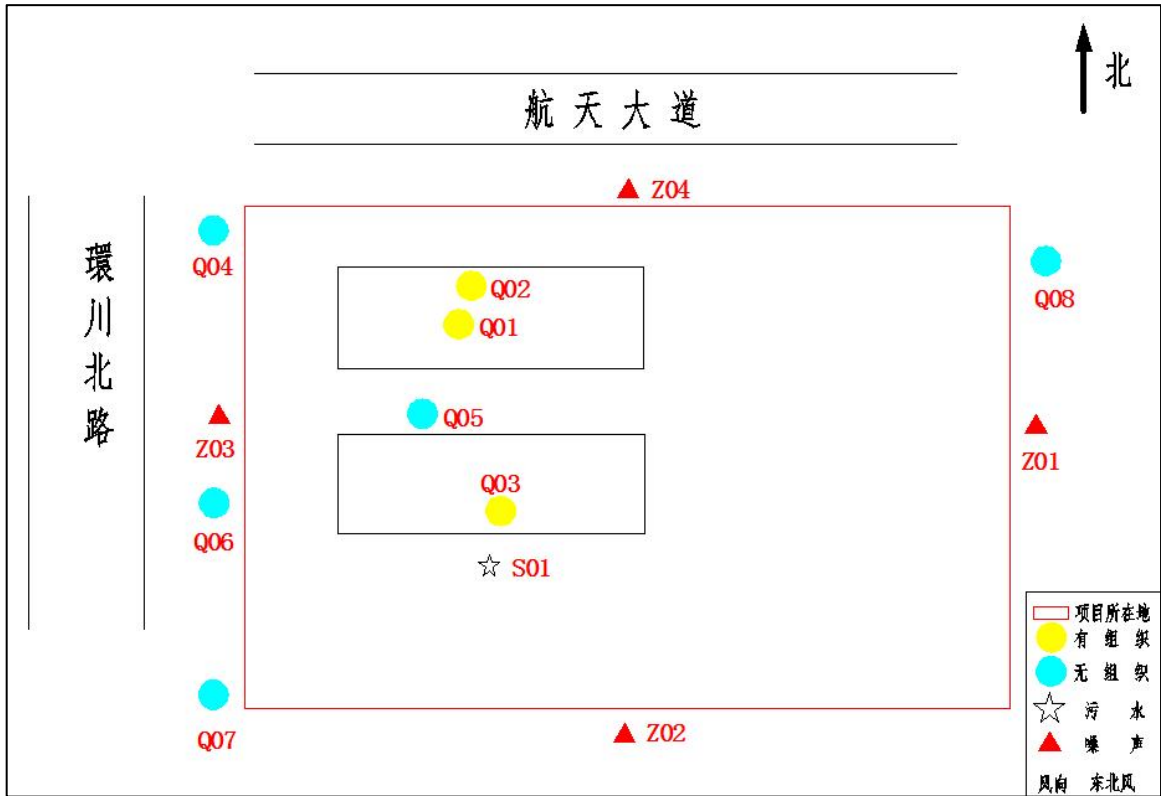 北
航天大道
Z04
環川北路
Q04
Q02
Q08
Q01
Q05
Z03
Z01
Q03
Q06
S01
Q07
Z02
项目所在地
有组织
无组织
污水
噪声
风向 东北风